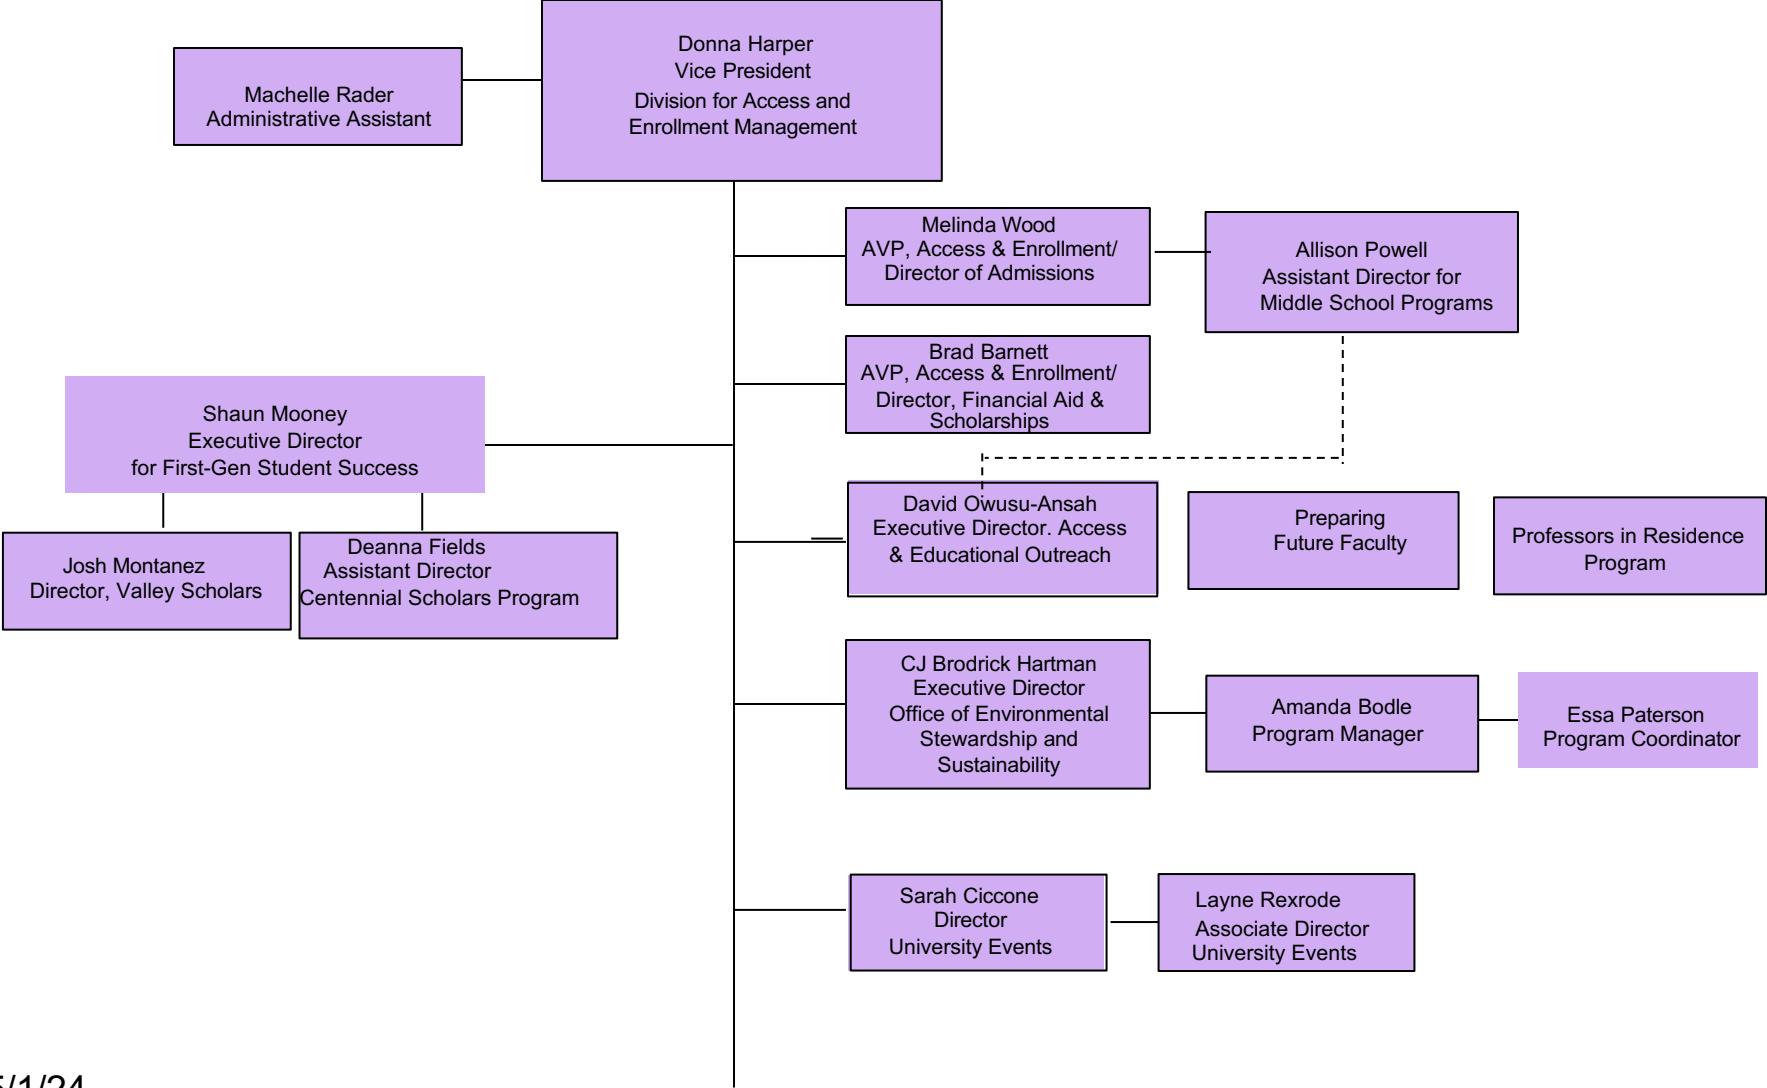 Donna Harper
Vice President
Division for Access and
Enrollment Management
Machelle Rader
Administrative Assistant
Melinda Wood
AVP, Access & Enrollment/
Director of Admissions
Allison Powell
Assistant Director for
Middle School Programs
Brad Barnett
AVP, Access & Enrollment/
Director, Financial Aid &
Scholarships
Shaun Mooney
Executive Director
for First-Gen Student Success
Josh Montanez
Director, Valley Scholars
Deanna Fields
Assistant Director
Centennial Scholars Program
David Owusu-Ansah
Executive Director. Access
& Educational Outreach
Preparing
Future Faculty
Professors in Residence
Program
CJ Brodrick Hartman
Executive Director
Office of Environmental
Stewardship and
Sustainability
Amanda Bodle
Program Manager
Essa Paterson
Program Coordinator
Sarah Ciccone
Director
University Events
Layne Rexrode
Associate Director
University Events